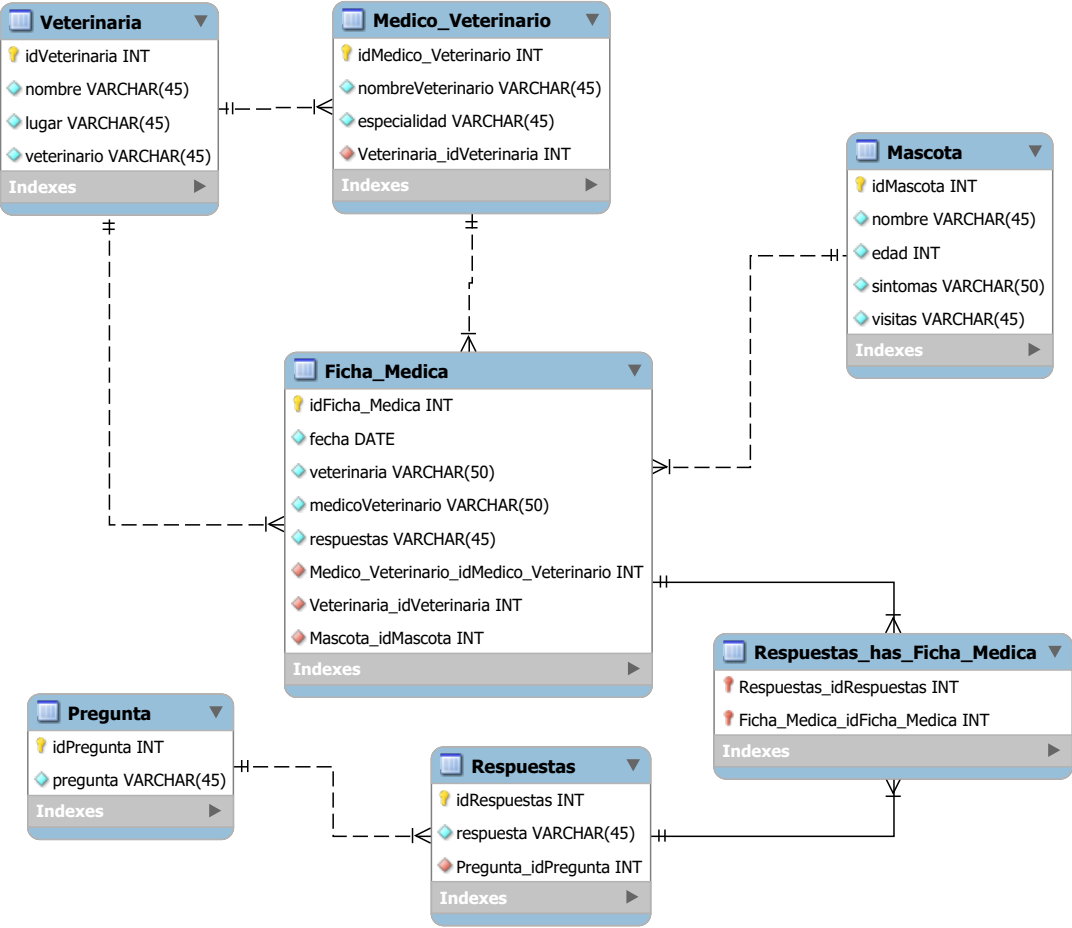 Veterinaria
idVeterinaria INT
nombre VARCHAR(45)
lugar VARCHAR(45)
veterinario VARCHAR(45)
Indexes
Medico_Veterinario
idMedico_Veterinario INT
nombreVeterinario VARCHAR(45)
especialidad VARCHAR(45)
Veterinaria_idVeterinaria INT
Indexes
Mascota
idMascota INT
nombre VARCHAR(45)
edad INT
sintomas VARCHAR(50)
visitas VARCHAR(45)
Indexes
Ficha_Medica
idFicha_Medica INT
fecha DATE
veterinaria VARCHAR(50)
medicoVeterinario VARCHAR(50)
respuestas VARCHAR(45)
Medico_Veterinario_idMedico_Veterinario INT
Veterinaria_idVeterinaria INT
Mascota_idMascota INT
Indexes
Respuestas_has_Ficha_Medica
Respuestas_idRespuestas INT
Ficha_Medica_idFicha_Medica INT
Indexes
Pregunta
idPregunta INT
pregunta VARCHAR(45)
Indexes
Respuestas
idRespuestas INT
respuesta VARCHAR(45)
Pregunta_idPregunta INT
Indexes